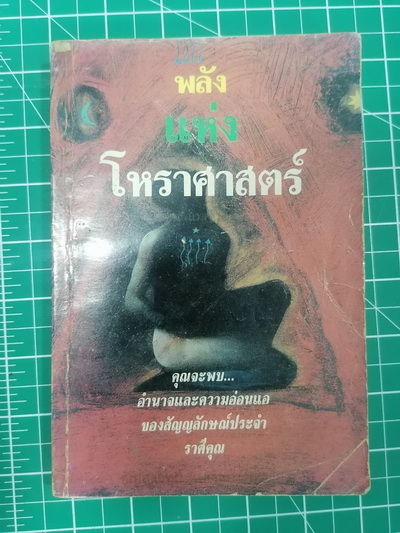 พลัง
แห่ง
โหราศาสตร์
คุณจะพบ...
อำนาจและความอ่อนแอ
ของสัญญลักษณ์ประจำ
ราศีคุณ